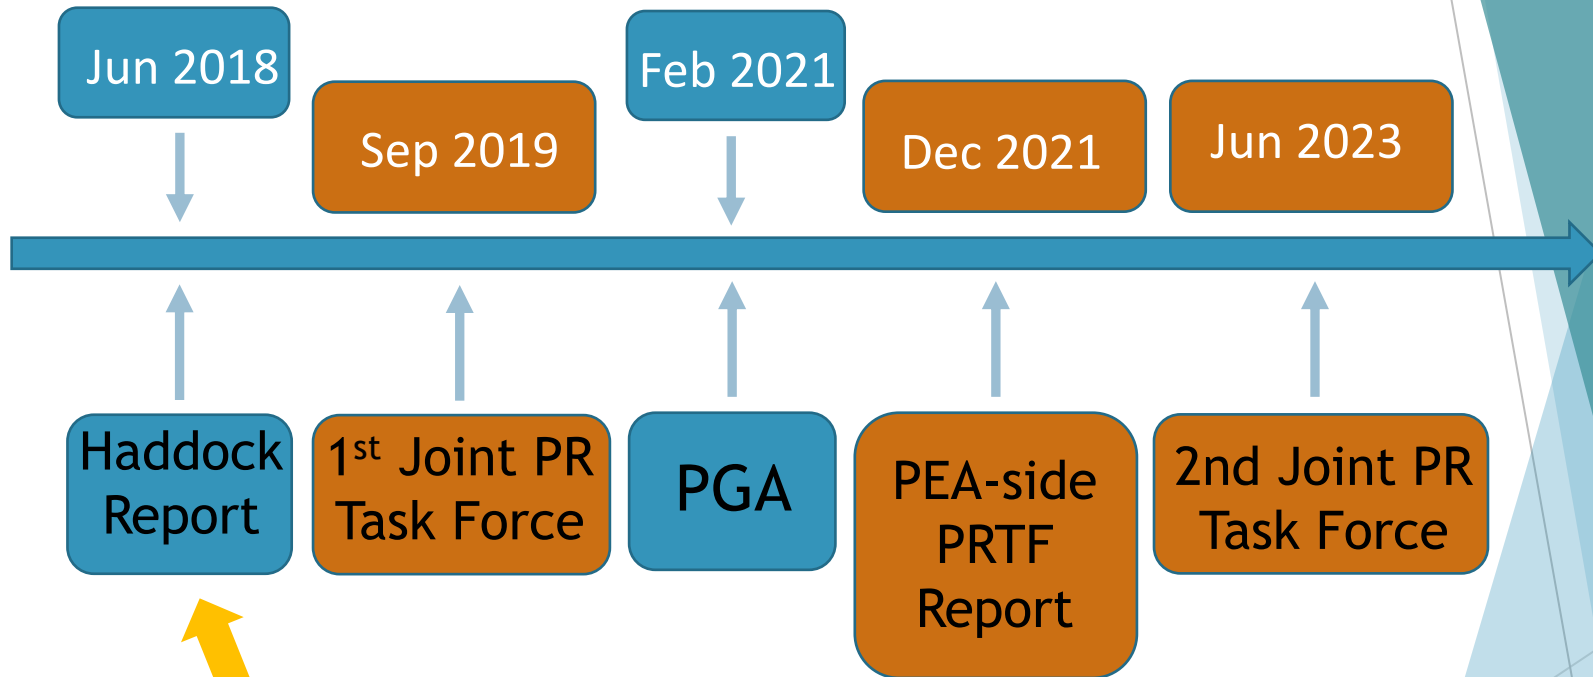 Jun 2018
Sep 2019
Feb 2021
Dec 2021
Jun 2023
Haddock
Report
1st Joint PR
Task Force
PGA
PEA-side
PRTF
Report
2nd Joint PR
Task Force